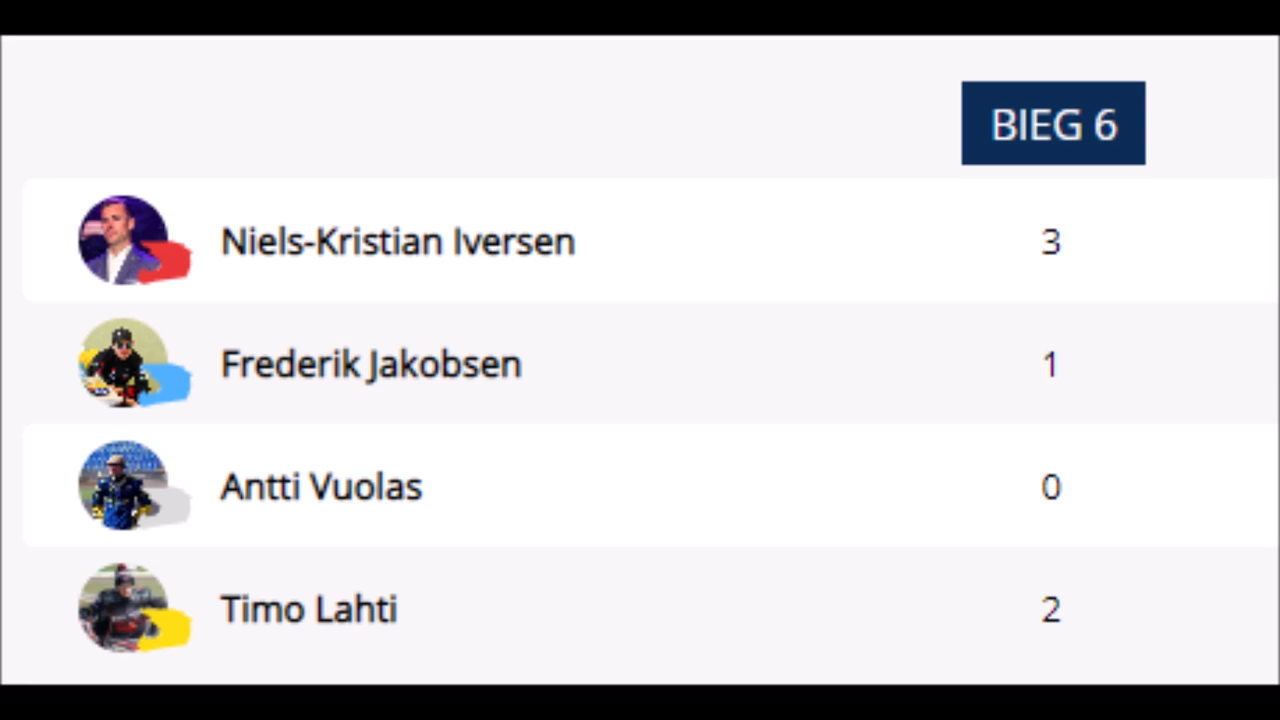 BIEG 6
Niels-Kristian Iversen 3
Frederik Jakobsen 1
Antti Vuolas 0
Timo Lahti 2